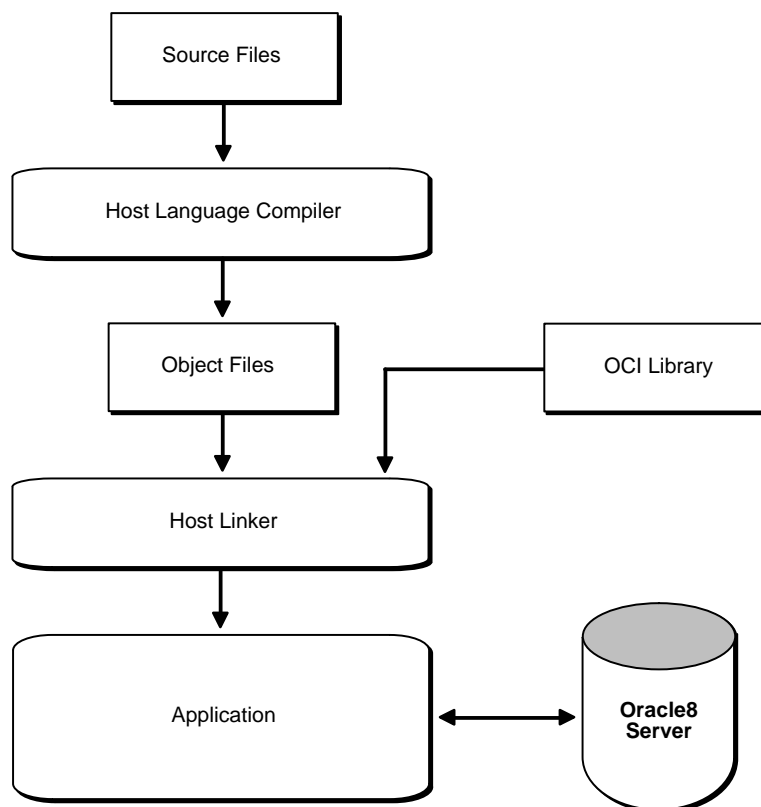 Source Files
Host Language Compiler
Object Files
OCI Library
Host Linker
Application
Oracle8
Server